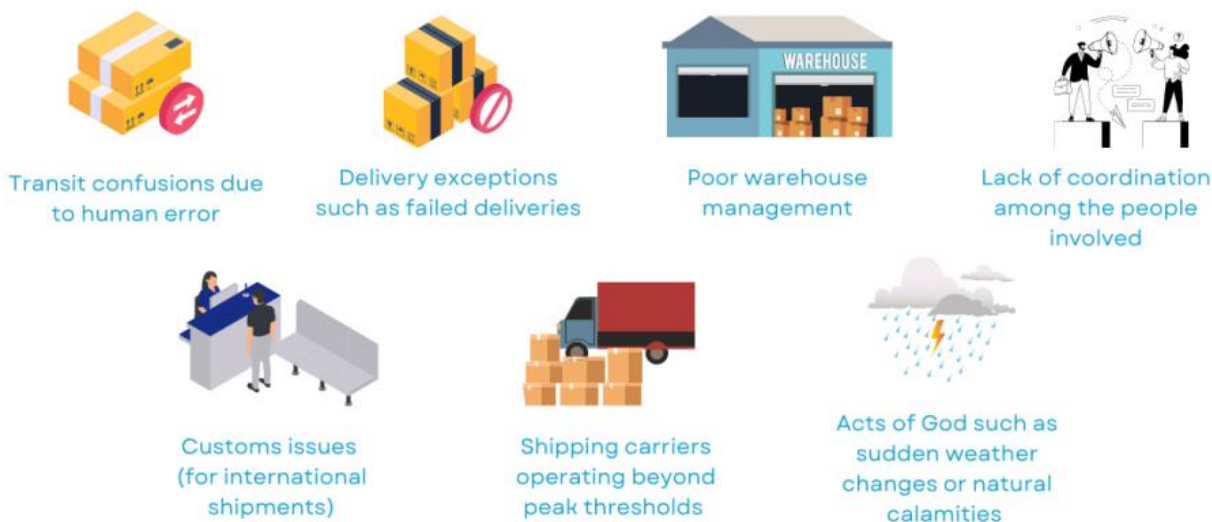 WAREHOUSE
Transit confusions due
to human error
Delivery exceptions
such as failed deliveries
Poor warehouse
management
Lack of coordination
among the people
involved
Customs issues
(for international
shipments)
Shipping carriers
operating beyond
peak thresholds
Acts of God such as
sudden weather
changes or natural
calamities